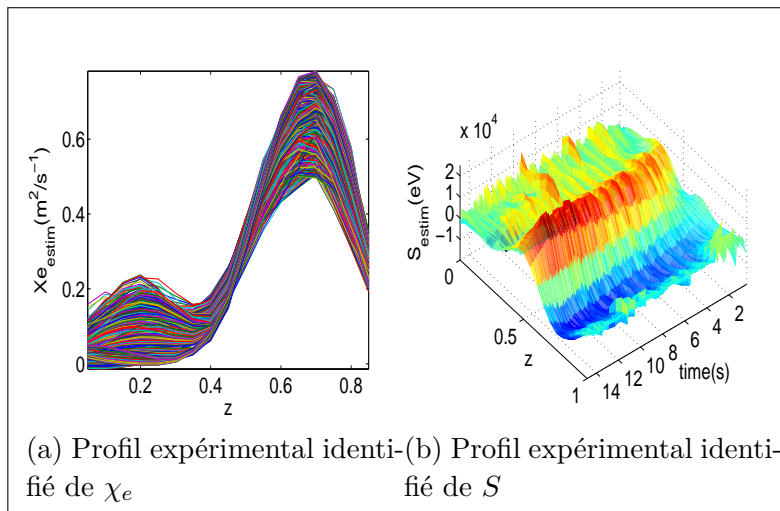 0.6
0.4
0.2
0
0.2 0.4 0.6 0.8
z
Xe_estim(m²/s⁻¹)
x 10⁴
2
1
0
−1
S_estim(eV)
0
0.5
1
z
14 12 10 8 6 4 2
time(s)
(a) Profil expérimental identi-
fié de χ_e
(b) Profil expérimental identi-
fié de S